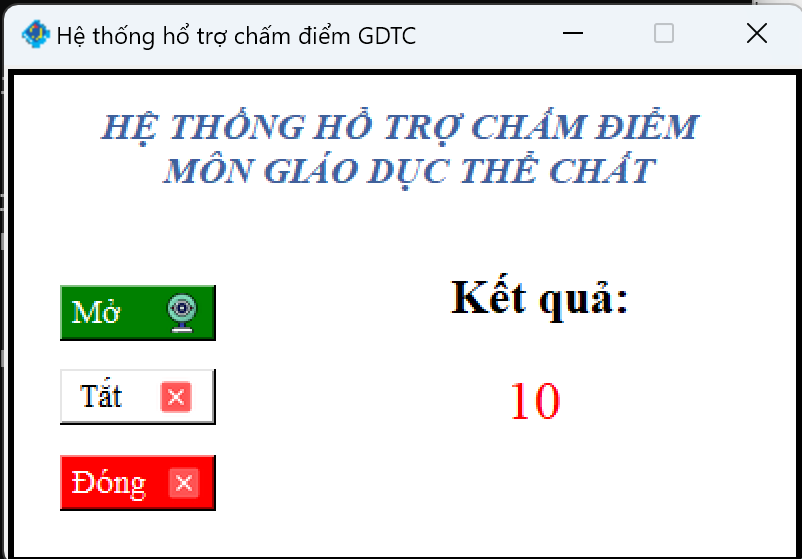 Hệ thống hổ trợ chấm điểm GDTC
HỆ THỐNG HỔ TRỢ CHẤM ĐIỂM
MÔN GIÁO DỤC THỂ CHẤT
Mở
Kết quả:
Tắt
10
Đóng